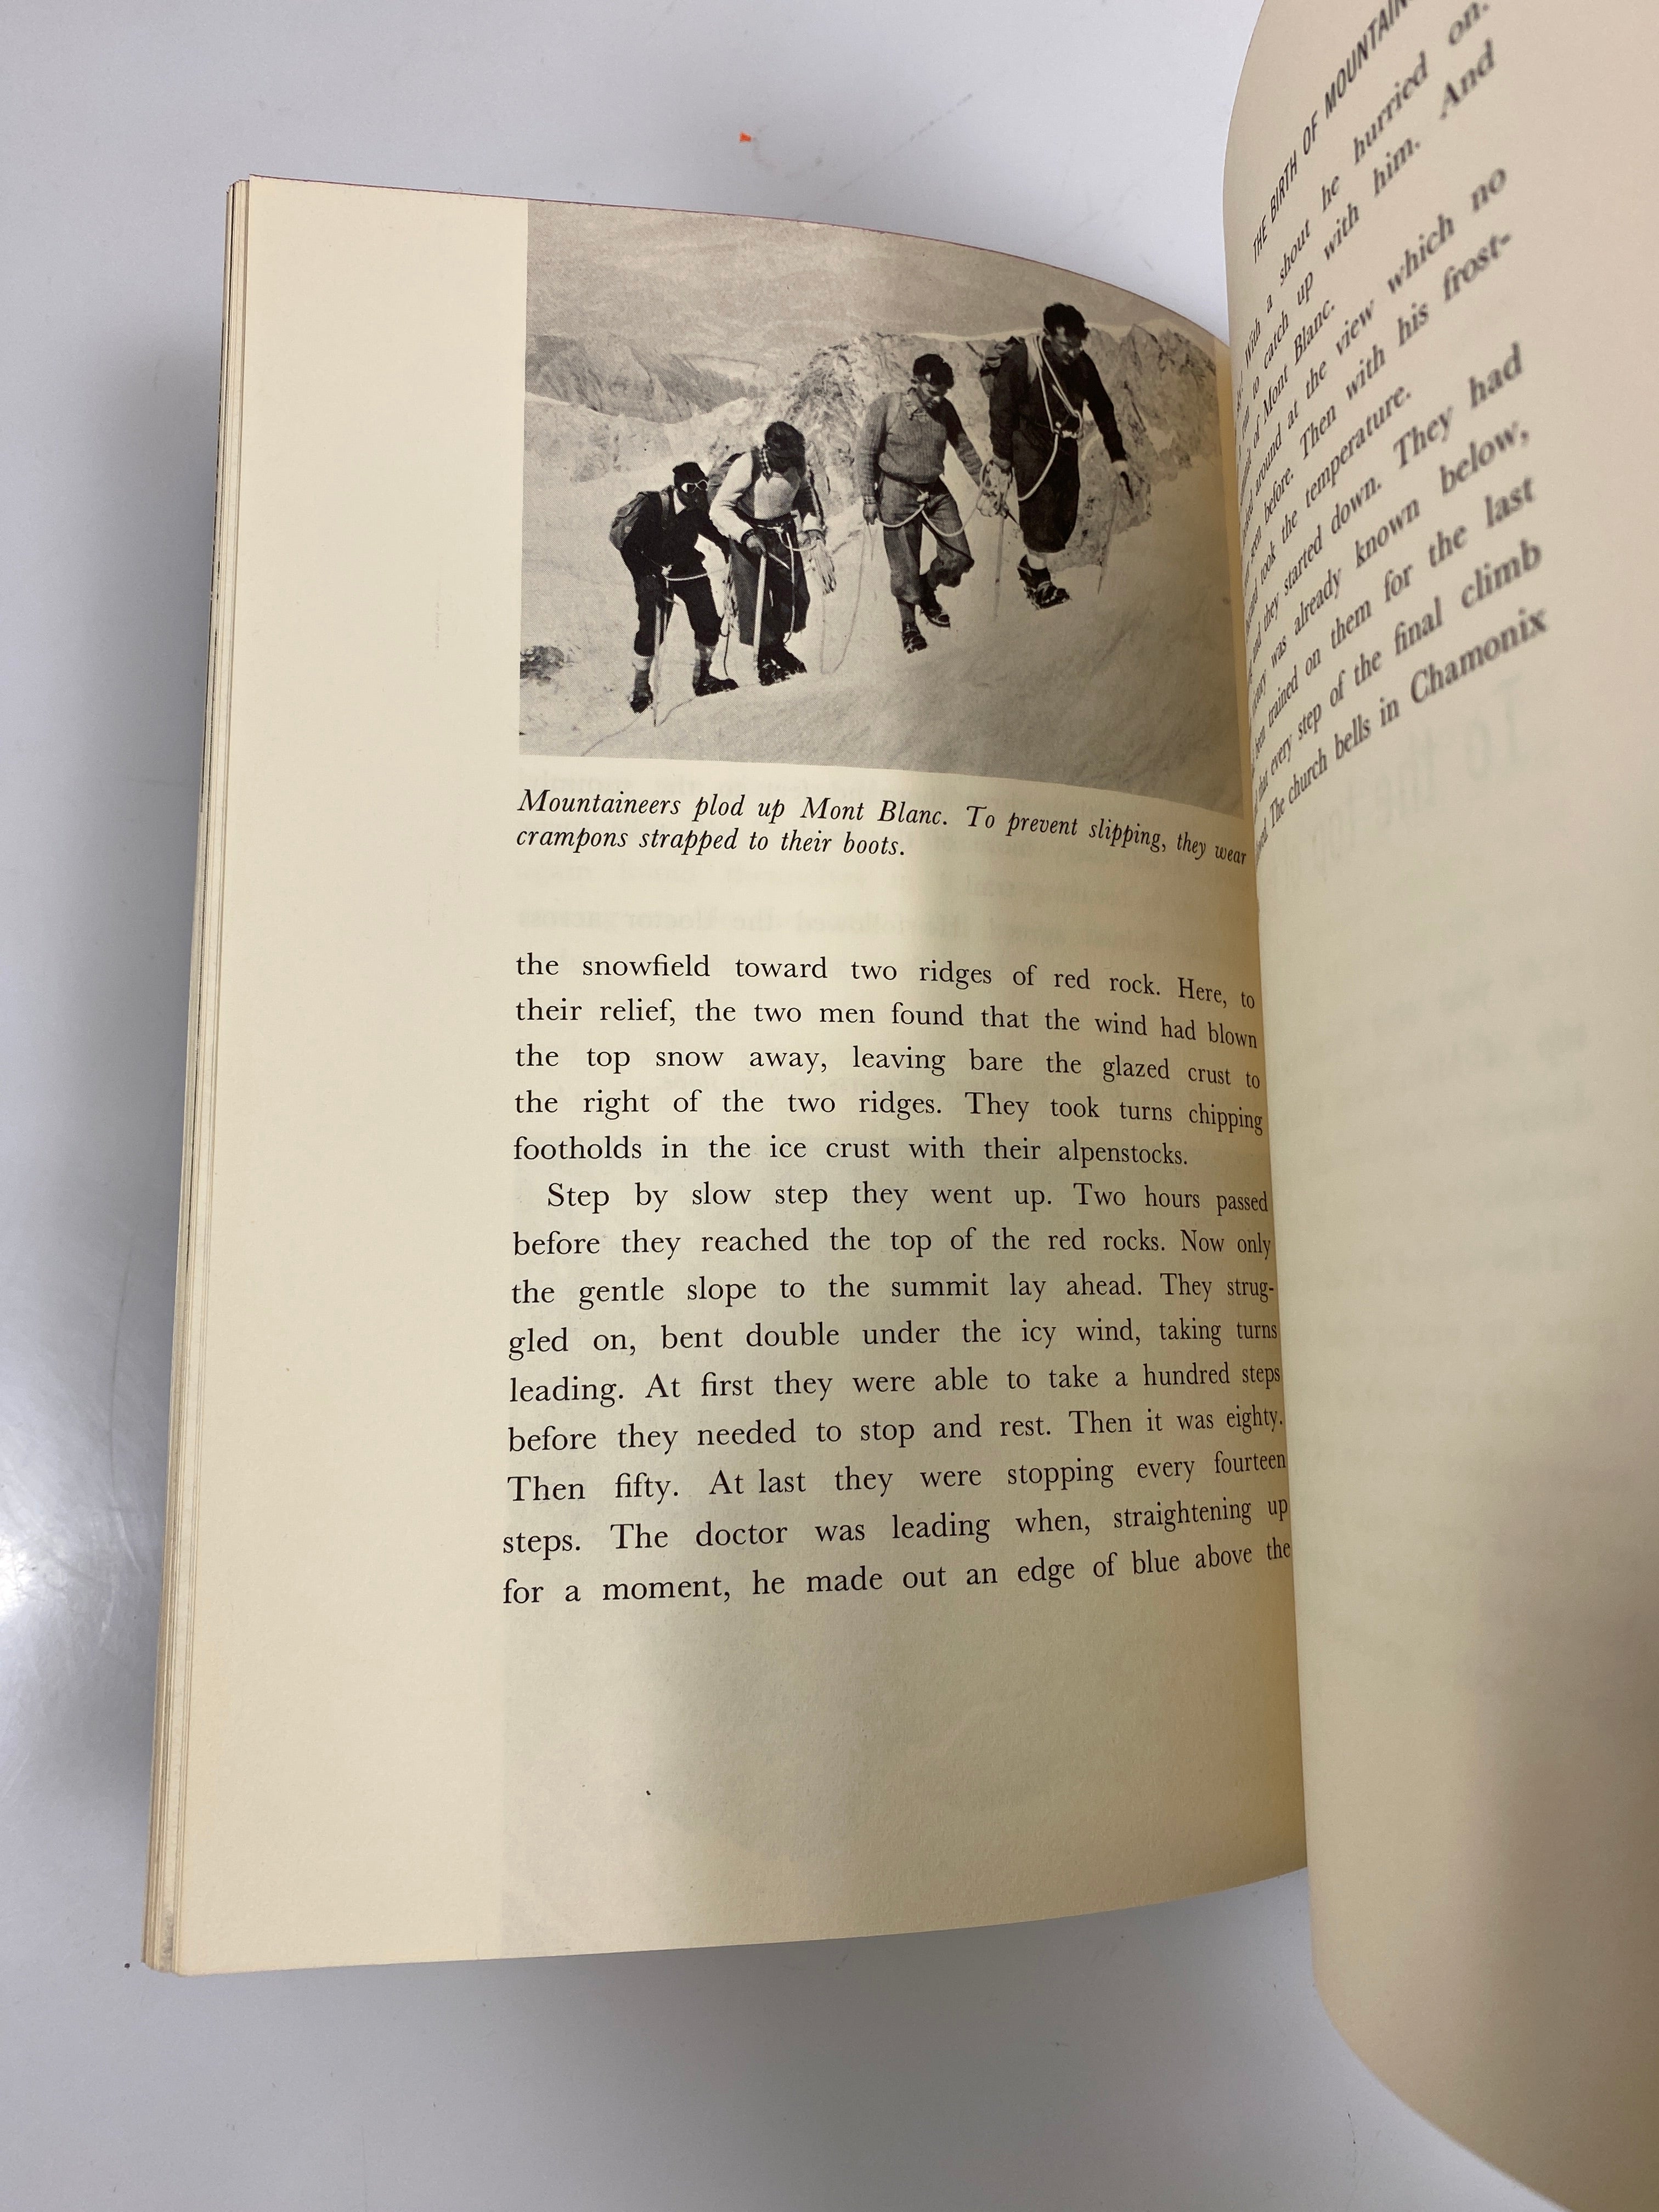 Mountaineers plod up Mont Blanc. To prevent slipping, they wear
crampons strapped to their boots.
the snowfield toward two ridges of red rock. Here, to
their relief, the two men found that the wind had blown
the top snow away, leaving bare the glazed crust to
the right of the two ridges. They took turns chipping
footholds in the ice crust with their alpenstocks.
Step by slow step they went up. Two hours passed
before they reached the top of the red rocks. Now only
the gentle slope to the summit lay ahead. They strug-
gled on, bent double under the icy wind, taking turns
leading. At first they were able to take a hundred steps
before they needed to stop and rest. Then it was eighty.
Then fifty. At last they were stopping every fourteen
steps. The doctor was leading when, straightening up
for a moment, he made out an edge of blue above the
THE BIRTH OF
With a shout he hurried on.
to catch up with him. And
of Mont Blanc.
around at the view which no
seen before. Then with his frost-
took the temperature.
and they started down. They had
was already known below,
been trained on them for the last
that every step of the final climb
The church bells in Chamonix